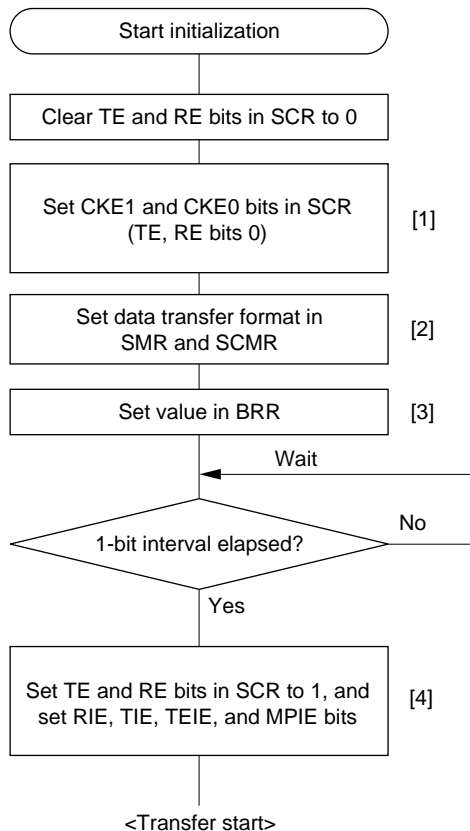 Start initialization
Clear TE and RE bits in SCR to 0
Set CKE1 and CKE0 bits in SCR
(TE, RE bits 0)
[1]
Set data transfer format in
SMR and SCMR
[2]
Set value in BRR
[3]
Wait
1-bit interval elapsed?
No
Yes
Set TE and RE bits in SCR to 1, and
set RIE, TIE, TEIE, and MPIE bits
[4]
<Transfer start>